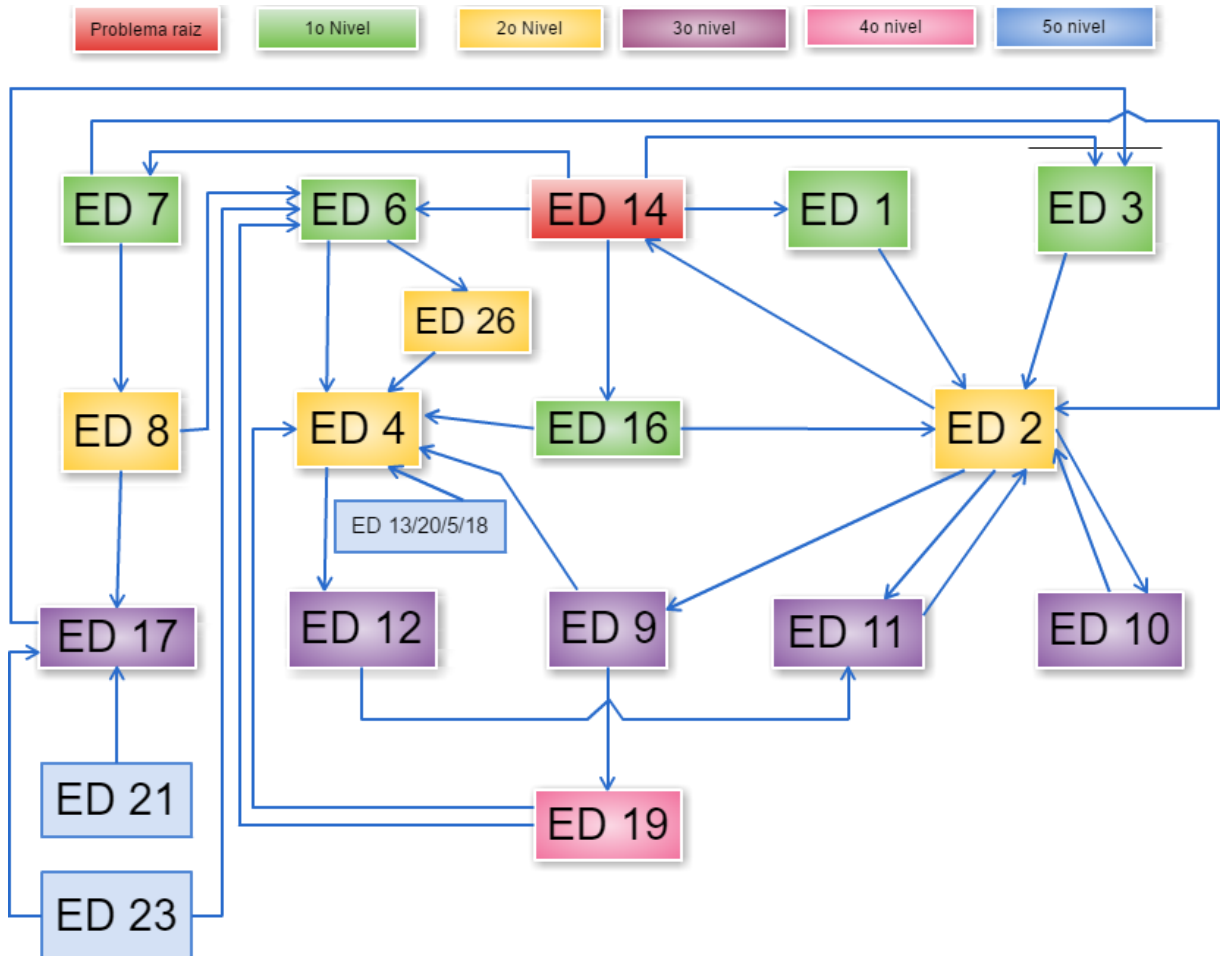 Problema raiz
1o Nivel
2o Nivel
3o nivel
4o nivel
5o nivel
ED 7
ED 6
ED 14
ED 1
ED 3
ED 26
ED 8
ED 4
ED 16
ED 2
ED 13/20/5/18
ED 17
ED 12
ED 9
ED 11
ED 10
ED 21
ED 19
ED 23